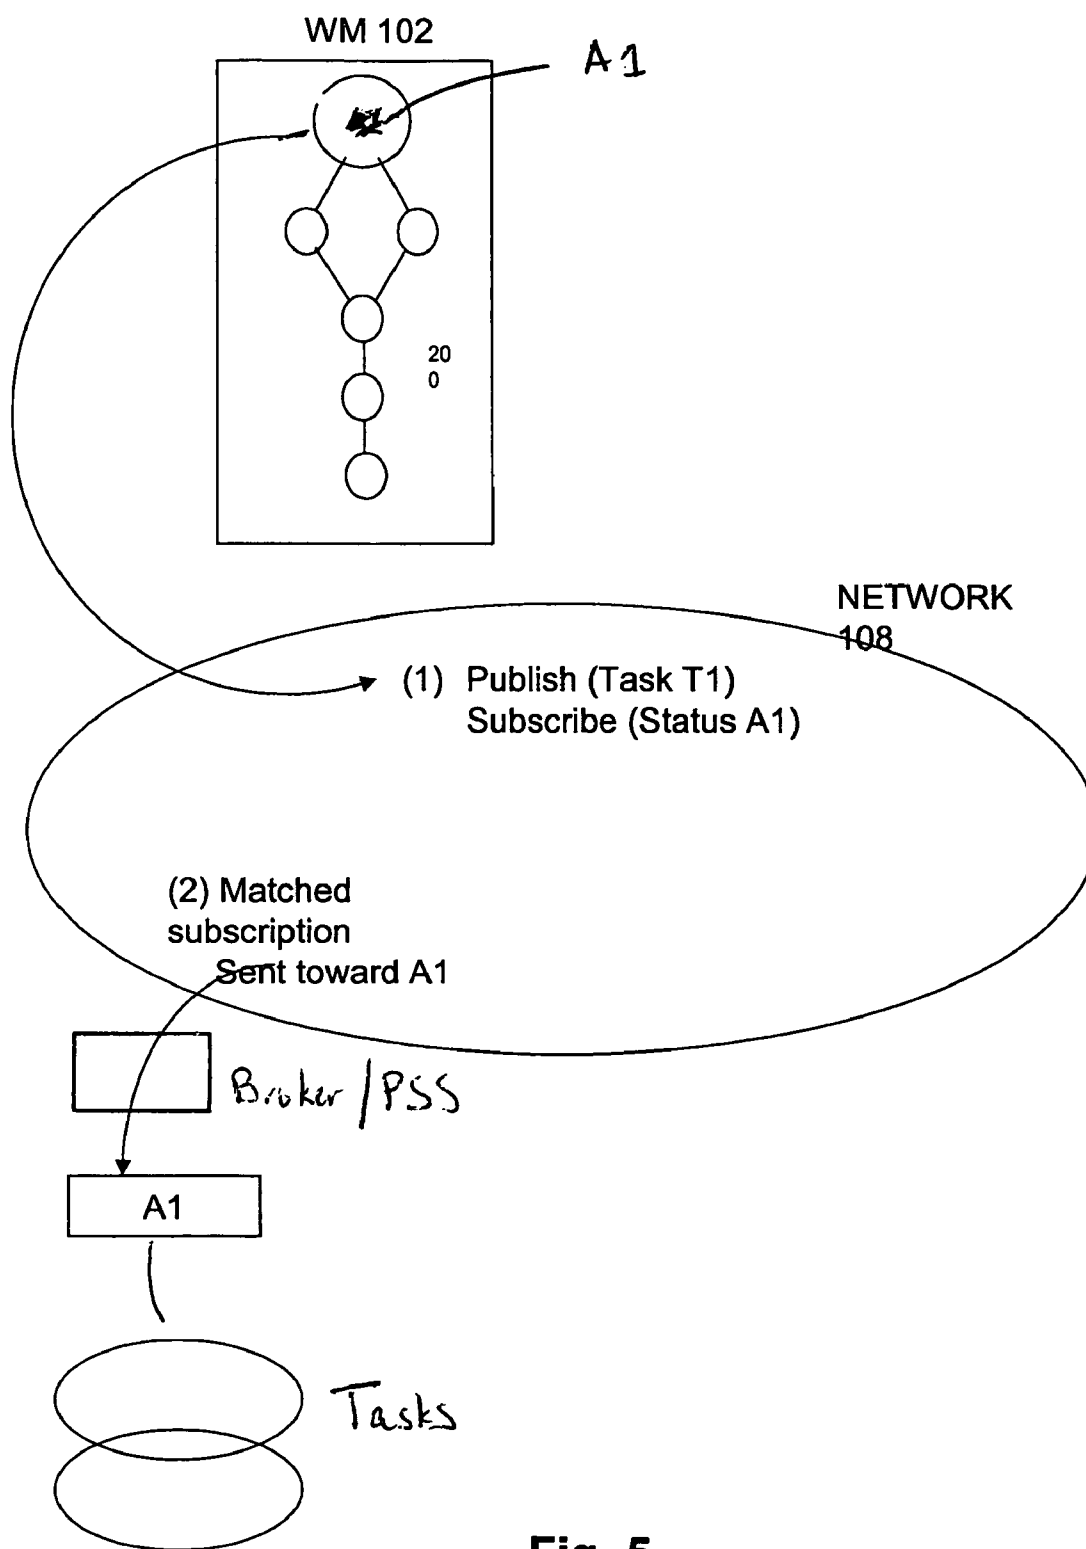 WM 102
A1
20
0
NETWORK
108
(1) Publish (Task T1)
Subscribe (Status A1)
(2) Matched
subscription
Sent toward A1
Broker/PSS
A1
Tasks
Fig. 5